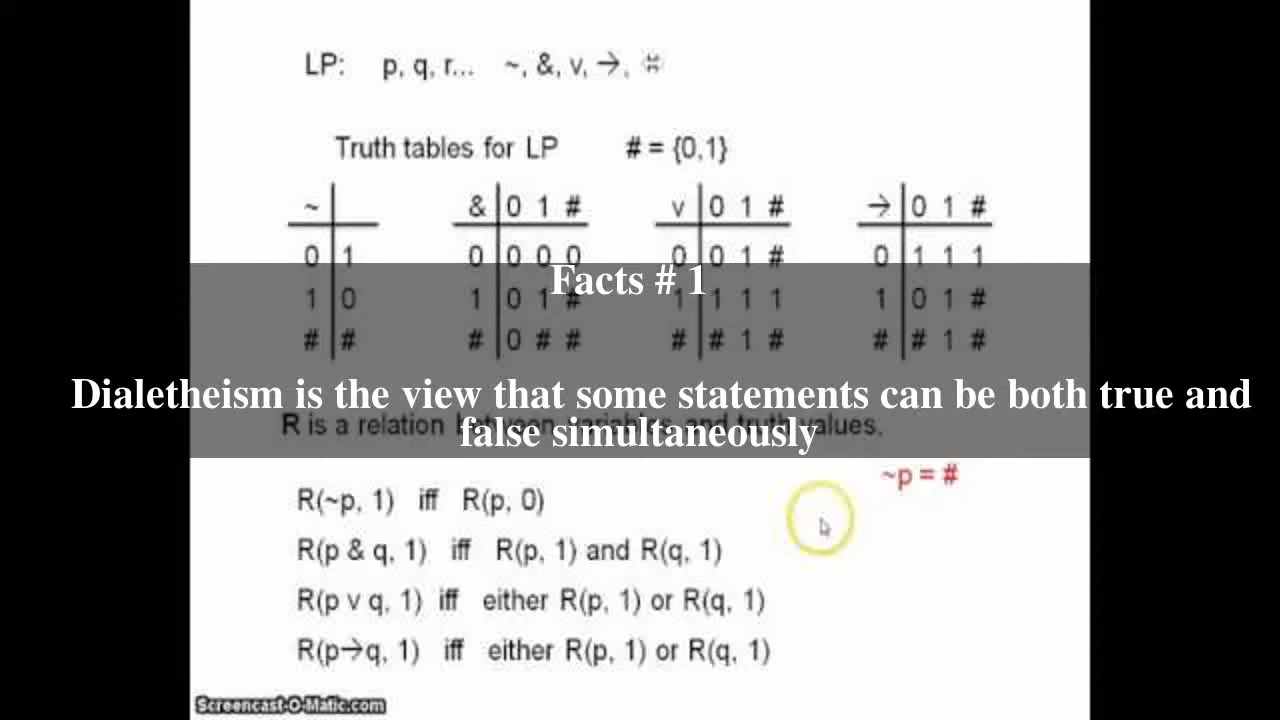 LP: p, q, r... ~, &, v, →,
Truth tables for LP # = {0,1}
~ & 0 1 # v 0 1 # → 0 1 #
0 1 0 0 0 0 0 0 1 # 0 1 1 1
Facts # 1
1 0 1 0 1 # 1 1 1 1 1 0 1 #
# # # 0 # # # # 1 # # # 1 #
Dialetheism is the view that some statements can be both true and
false simultaneously
R is a relation between variables and truth values.
~p = #
R(~p, 1) iff R(p, 0)
R(p & q, 1) iff R(p, 1) and R(q, 1)
R(p v q, 1) iff either R(p, 1) or R(q, 1)
R(p→q, 1) iff either R(p, 1) or R(q, 1)
Screencast-O-Matic.com